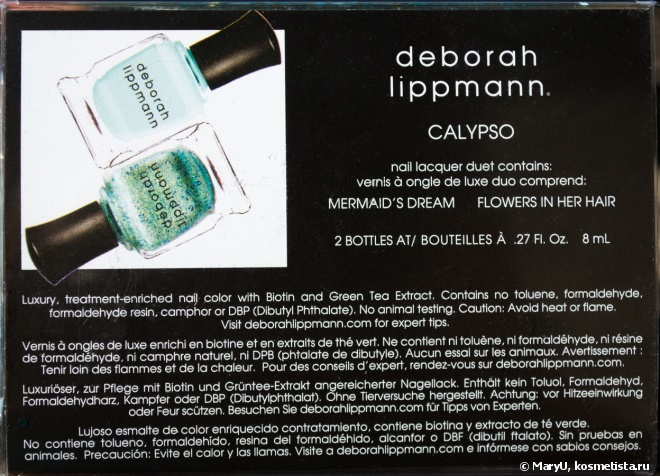 deborah
lippmann
deborah
lippmann
deborah
lippmann.
CALYPSO
nail lacquer duet contains:
vernis à ongle de luxe duo comprend:
MERMAID'S DREAM FLOWERS IN HER HAIR
2 BOTTLES AT/ BOUTEILLES À .27 Fl. Oz. 8 mL
Luxury, treatment-enriched nail color with Biotin and Green Tea Extract. Contains no toluene, formaldehyde,
formaldehyde resin, camphor or DBP (Dibutyl Phthalate). No animal testing. Caution: Avoid heat or flame.
Visit deborahlippmann.com for expert tips.
Vernis à ongles de luxe enrichi en biotine et en extraits de thé vert. Ne contient ni toluène, ni formaldéhyde, ni résine
de formaldéhyde, ni camphre naturel, ni DPB (phtalate de dibutyle). Aucun essai sur les animaux. Avertissement :
Tenir loin des flammes et de la chaleur. Pour des conseils d'expert, rendez-vous sur deborahlippmann.com.
Luxuriöser, zur Pflege mit Biotin und Grüntee-Extrakt angereicherter Nagellack. Enthält kein Toluol, Formaldehyd,
Formaldehydharz, Kampfer oder DBP (Dibutylphthalat). Ohne Tierversuche hergestellt. Achtung: vor Hitzeeinwirkung
oder Feur scützen. Besuchen Sie deborahlippmann.com für Tipps von Experten.
Lujoso esmalte de color enriquecido contratamiento, contiene biotina y extracto de té verde.
No contiene tolueno, formaldehído, resina del formaldéhido, alcanfor o DBF (dibutil ftalato). Sin pruebas en
animales. Precaución: Evite el calor y las llamas. Visite a deborahlippmann.com e infórmese con sabios consejos.
© MaryU, kosmetista.ru